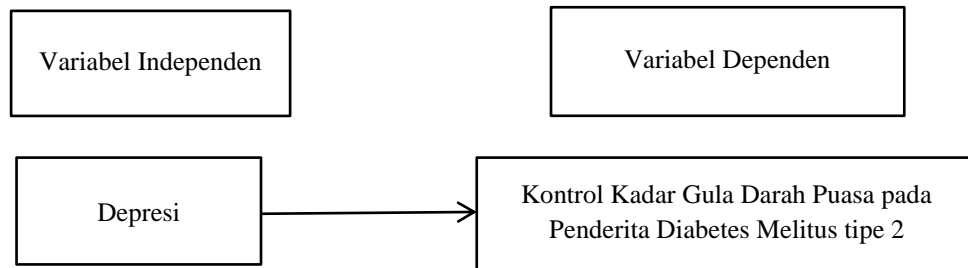 Variabel Independen
Variabel Dependen
Depresi
Kontrol Kadar Gula Darah Puasa pada
Penderita Diabetes Melitus tipe 2